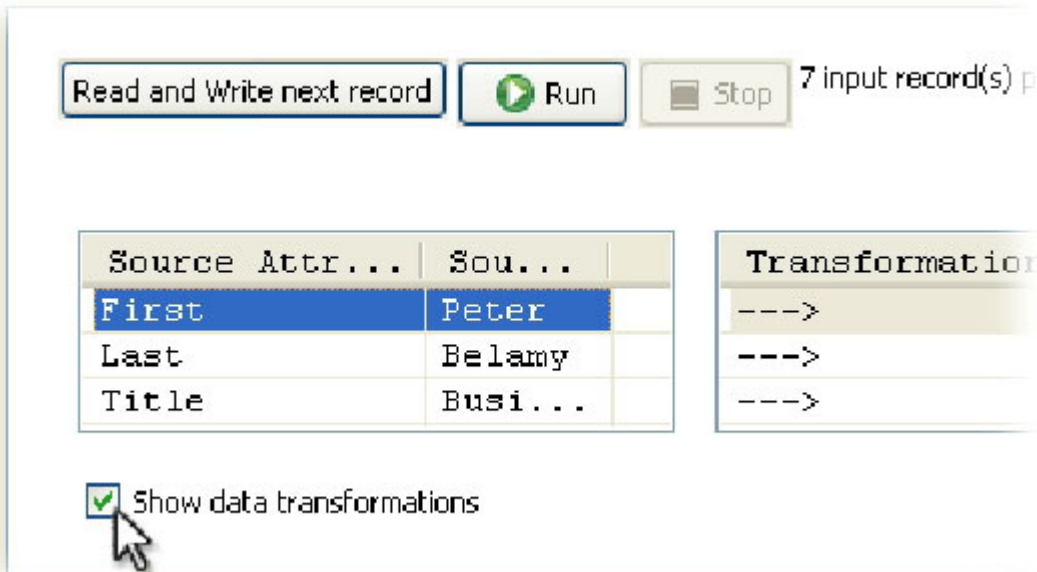 Read and Write next record Run Stop 7 input record(s)
Source Attr... Sou... Transformation
First Peter --->
Last Belamy --->
Title Busi... --->
Show data transformations